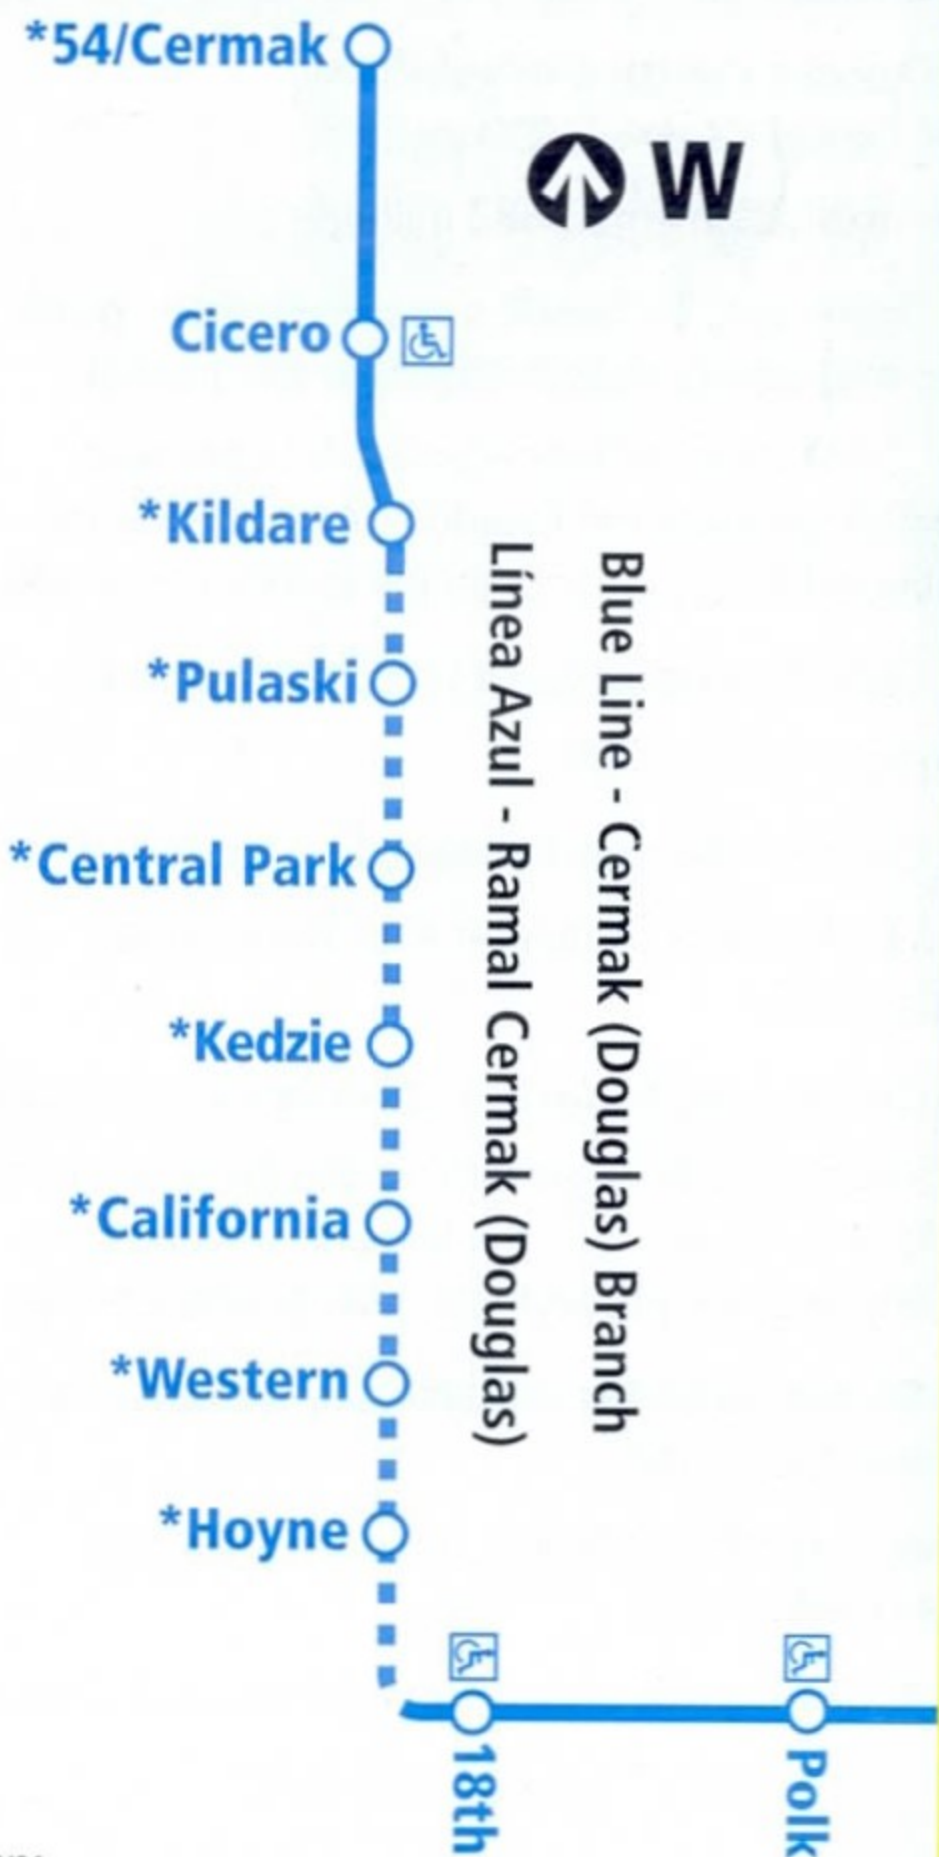 *54/Cermak
W
Cicero
*Kildare
*Pulaski
*Central Park
*Kedzie
*California
*Western
*Hoyne
Blue Line - Cermak (Douglas) Branch
Línea Azul - Ramal Cermak (Douglas)
18th
Polk